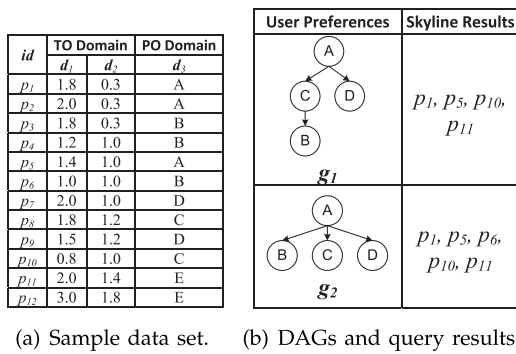 id TO Domain PO Domain
d1 d2 d3
p1 1.8 0.3 A
p2 2.0 0.3 A
p3 1.8 0.3 B
p4 1.2 1.0 B
p5 1.4 1.0 A
p6 1.0 1.0 B
p7 2.0 1.0 D
p8 1.8 1.2 C
p9 1.5 1.2 D
p10 0.8 1.0 C
p11 2.0 1.4 E
p12 3.0 1.8 E
(a) Sample data set.
User Preferences Skyline Results
A
C D
B
g1
p1, p5, p10,
p11
A
B C D
g2
p1, p5, p6,
p10, p11
(b) DAGs and query results